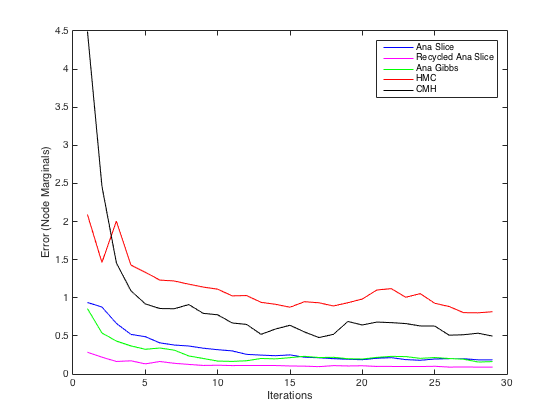 4.5
4
3.5
3
2.5
2
1.5
1
0.5
0
Error (Node Marginals)
Ana Slice
Recycled Ana Slice
Ana Gibbs
HMC
CMH
0 5 10 15 20 25 30
Iterations